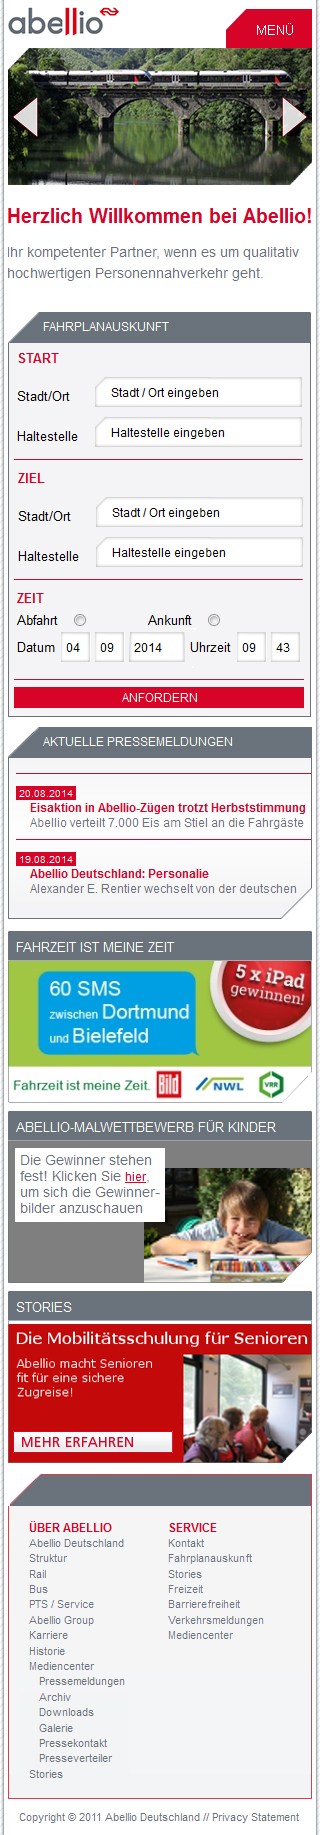 abellio
MENÜ
Herzlich Willkommen bei Abellio!
Ihr kompetenter Partner, wenn es um qualitativ
hochwertigen Personennahverkehr geht.
FAHRPLANAUSKUNFT
START
Stadt/Ort Stadt / Ort eingeben
Haltestelle Haltestelle eingeben
ZIEL
Stadt/Ort Stadt / Ort eingeben
Haltestelle Haltestelle eingeben
ZEIT
Abfahrt Ankunft
Datum 04 09 2014 Uhrzeit 09 43
ANFORDERN
AKTUELLE PRESSEMELDUNGEN
20.08.2014
Eisaktion in Abellio-Zügen trotzt Herbststimmung
Abellio verteilt 7.000 Eis am Stiel an die Fahrgäste
19.08.2014
Abellio Deutschland: Personalie
Alexander E. Rentier wechselt von der deutschen
FAHRZEIT IST MEINE ZEIT
60 SMS
zwischen Dortmund
und Bielefeld
5 x iPad
gewinnen!
Fahrzeit ist meine Zeit. Bild NWL VRR
ABELLIO-MALWETTBEWERB FÜR KINDER
Die Gewinner stehen
fest! Klicken Sie hier,
um sich die Gewinner-
bilder anzuschauen
STORIES
Die Mobilitätsschulung für Senioren
Abellio macht Senioren
fit für eine sichere
Zugreise!
MEHR ERFAHREN
ÜBER ABELLIO
Abellio Deutschland
Struktur
Rail
Bus
PTS / Service
Abellio Group
Karriere
Historie
Mediencenter
Pressemeldungen
Archiv
Downloads
Galerie
Pressekontakt
Presseverteiler
Stories
SERVICE
Kontakt
Fahrplanauskunft
Stories
Freizeit
Barrierefreiheit
Verkehrsmeldungen
Mediencenter
Copyright © 2011 Abellio Deutschland // Privacy Statement